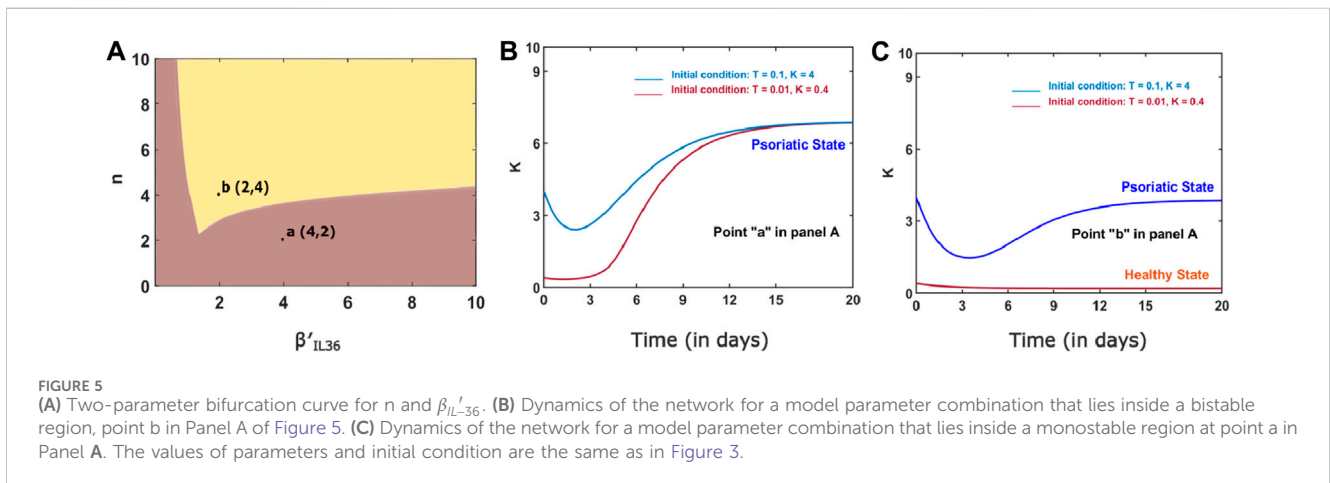 A
10
8
6
4
2
0
n
b (2,4)
a (4,2)
2
4
6
8
10
β′IL36
B
10
9
6
3
0
K
Initial condition: T = 0.1, K = 4
Initial condition: T = 0.01, K = 0.4
Psoriatic State
Point "a" in panel A
0
3
6
9
12
15
20
Time (in days)
C
10
9
6
3
0
K
Initial condition: T = 0.1, K = 4
Initial condition: T = 0.01, K = 0.4
Psoriatic State
Point "b" in panel A
Healthy State
0
3
6
9
12
15
20
Time (in days)
FIGURE 5
(A) Two-parameter bifurcation curve for n and βIL−36′. (B) Dynamics of the network for a model parameter combination that lies inside a bistable
region, point b in Panel A of Figure 5. (C) Dynamics of the network for a model parameter combination that lies inside a monostable region at point a in
Panel A. The values of parameters and initial condition are the same as in Figure 3.